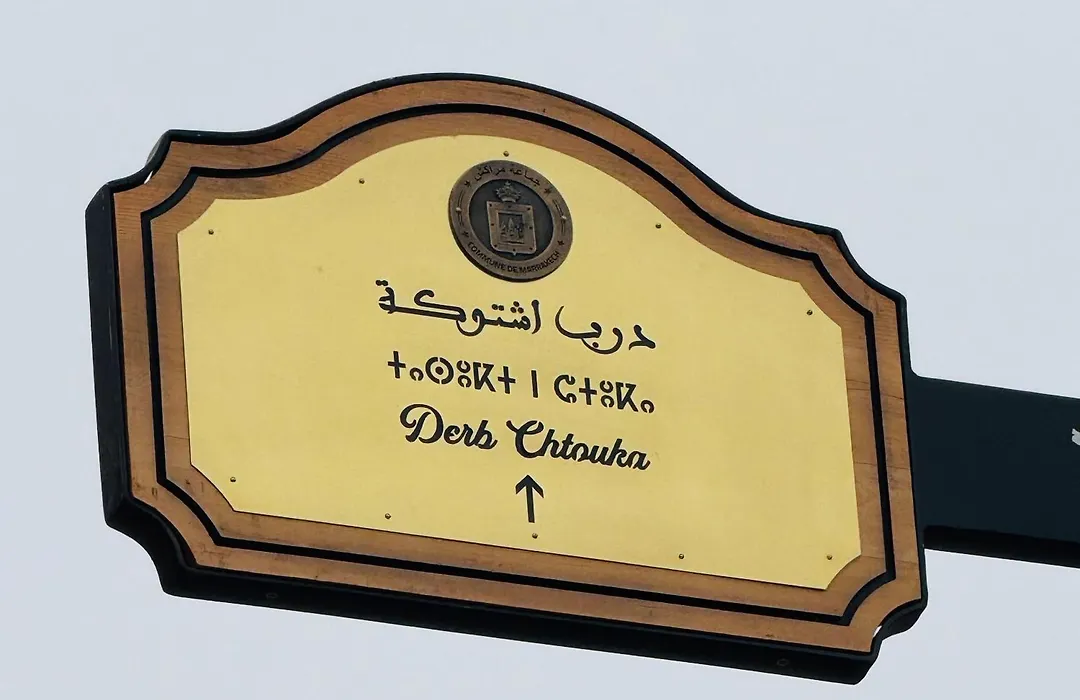 جماعة مراكش
COMMUNE DE MARRAKECH
درب اشتوكة
ⵜⴰⵙⵓⴽⵜ ⵏ ⵛⵜⵓⴽⴰ
Derb Chtouka
↑